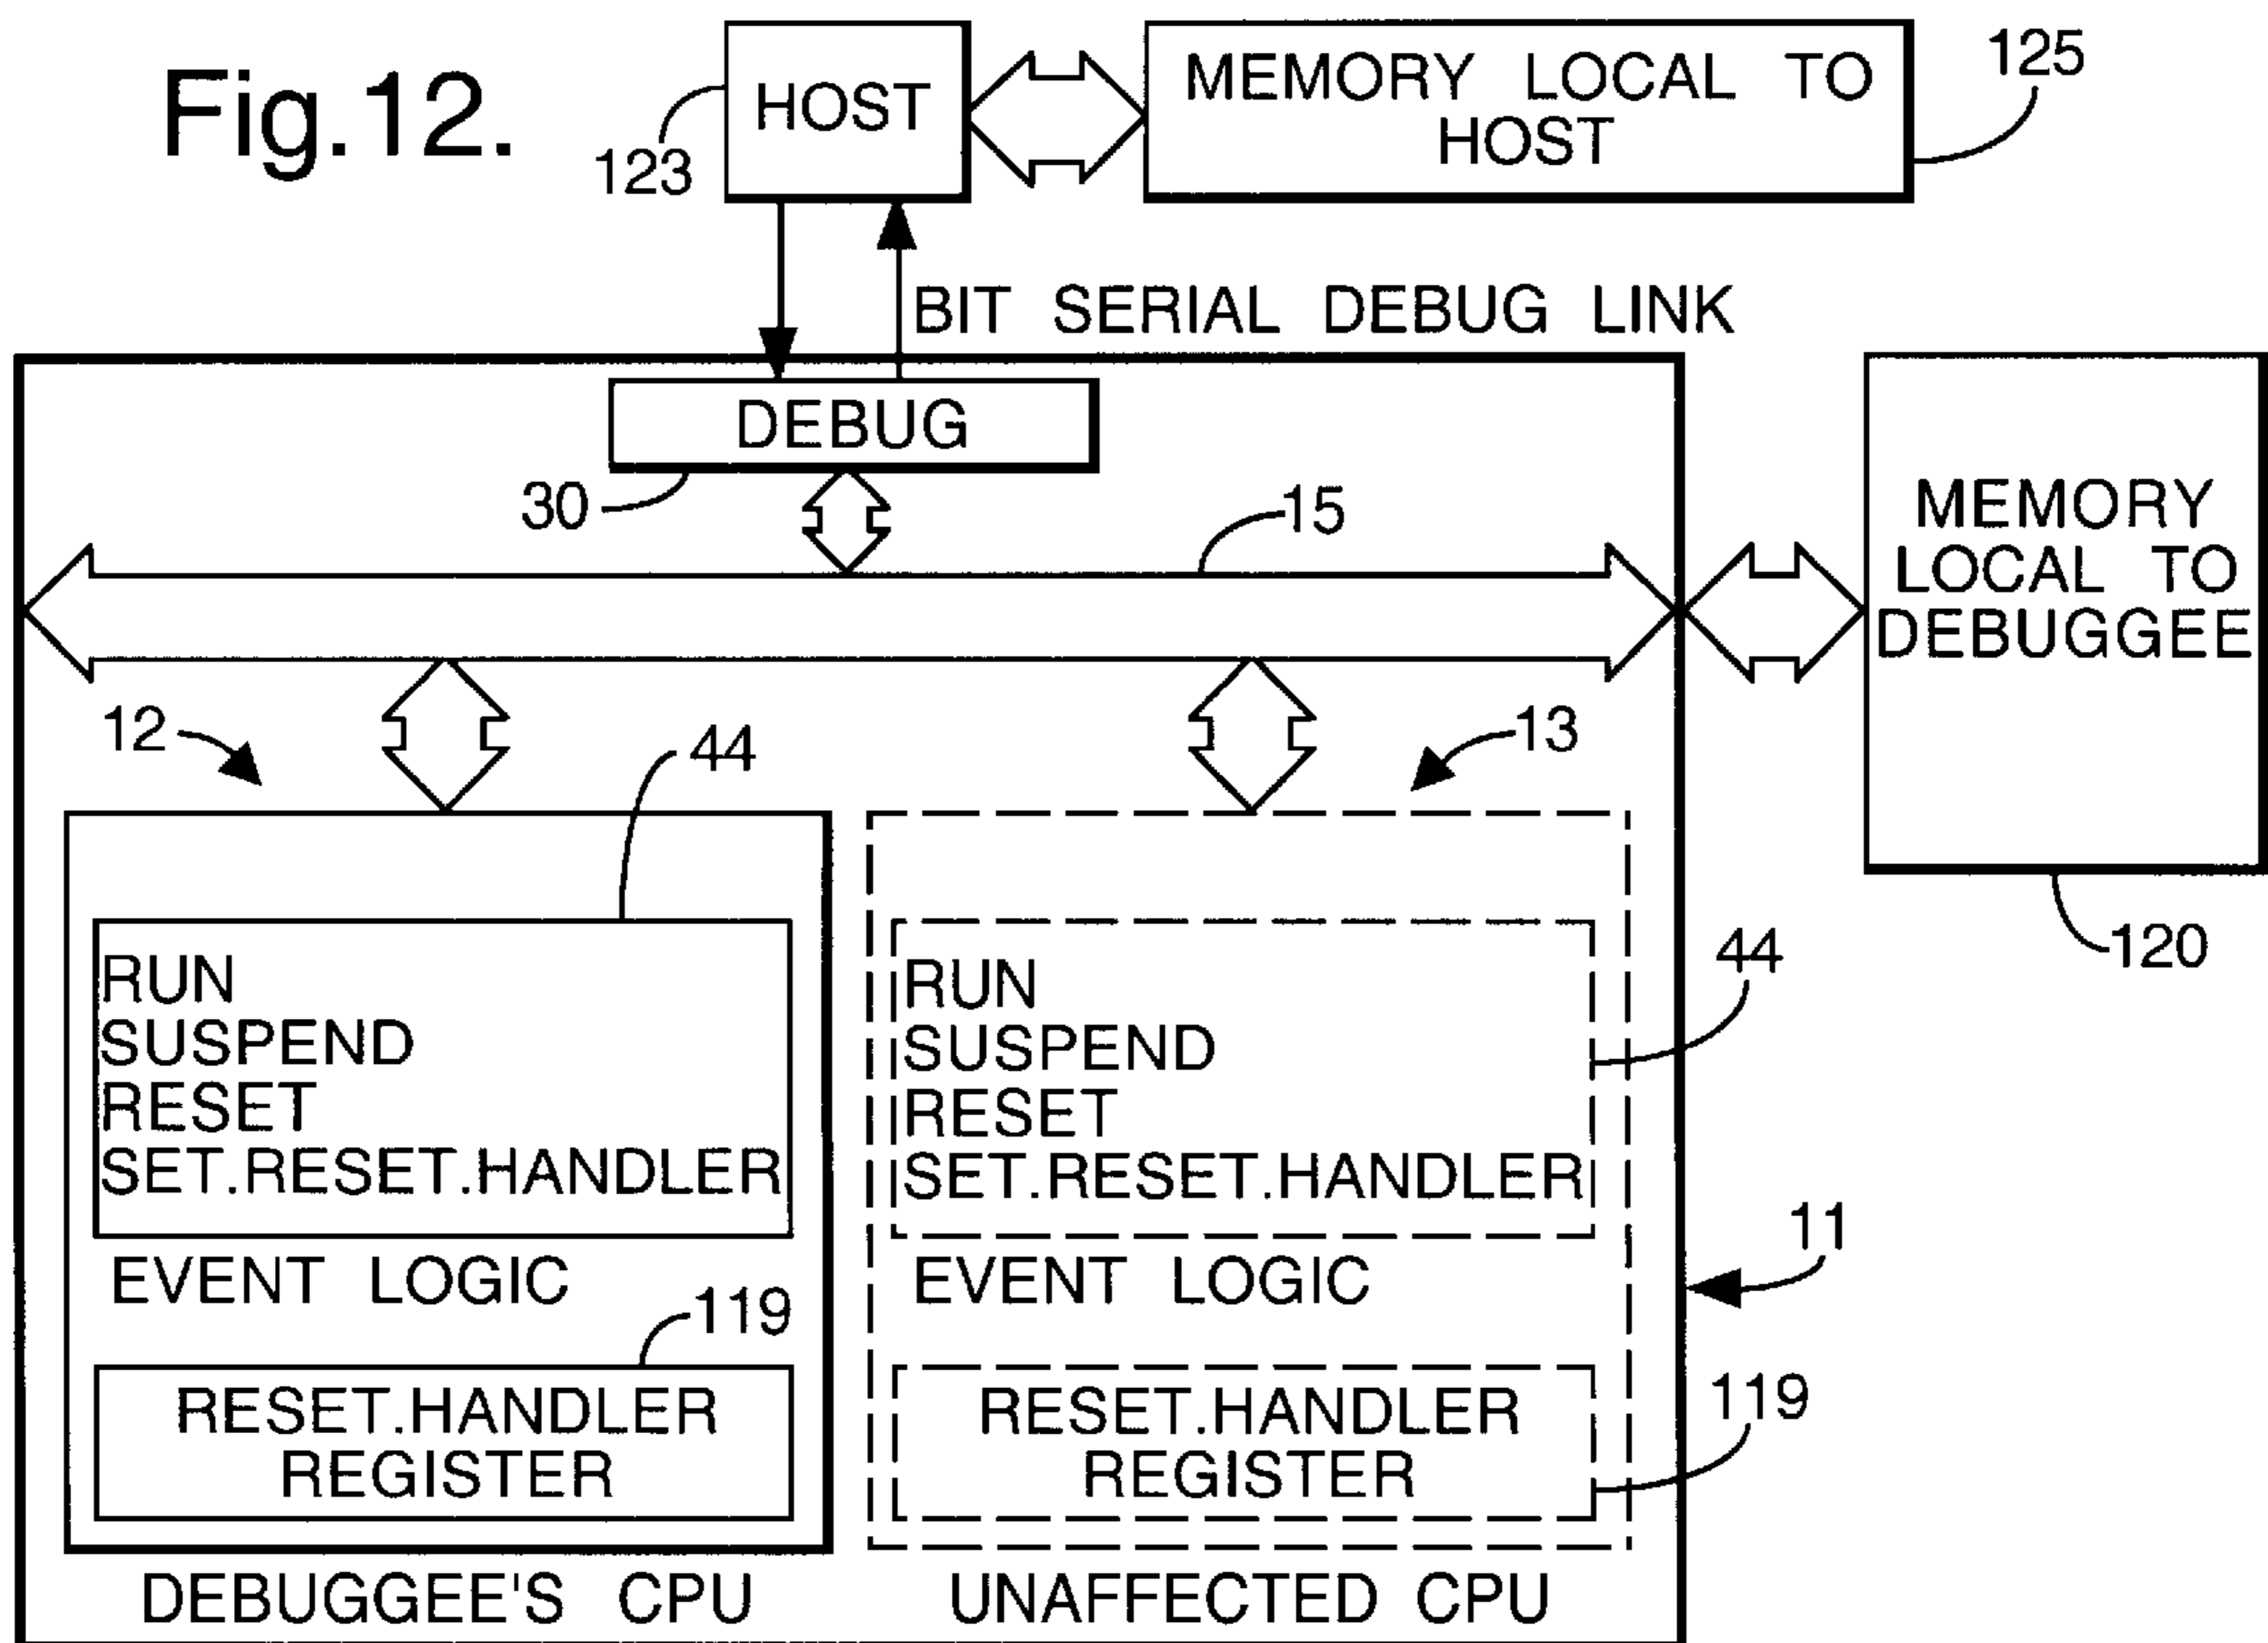 Fig.12.
HOST
123
MEMORY LOCAL TO
HOST
125
BIT SERIAL DEBUG LINK
DEBUG
30
15
MEMORY
LOCAL TO
DEBUGGEE
120
12
44
13
RUN
SUSPEND
RESET
SET.RESET.HANDLER
EVENT LOGIC
119
RESET.HANDLER
REGISTER
DEBUGGEE'S CPU
RUN
SUSPEND
RESET
SET.RESET.HANDLER
44
EVENT LOGIC
11
RESET.HANDLER
REGISTER
119
UNAFFECTED CPU